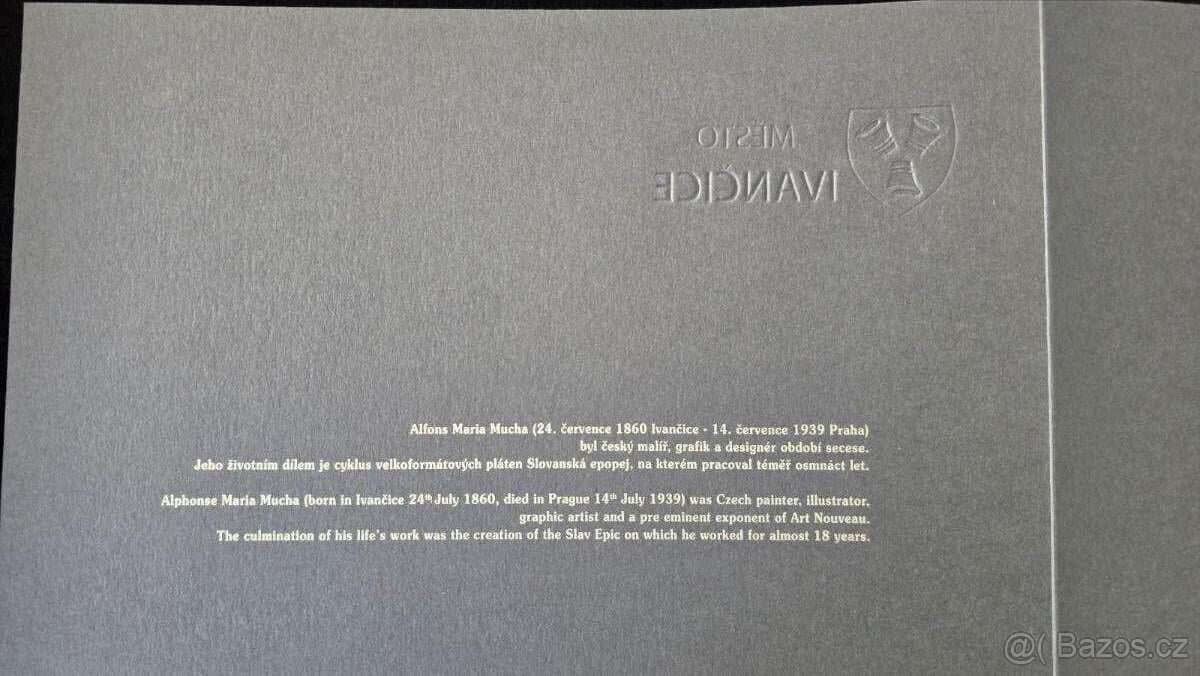 MĚSTO
IVANČICE
Alfons Maria Mucha (24. července 1860 Ivančice - 14. července 1939 Praha)
byl český malíř, grafik a designér období secese.
Jeho životním dílem je cyklus velkoformátových pláten Slovanská epopej, na kterém pracoval téměř osmnáct let.
Alphonse Maria Mucha (born in Ivančice 24th July 1860, died in Prague 14th July 1939) was Czech painter, illustrator,
graphic artist and a pre eminent exponent of Art Nouveau.
The culmination of his life's work was the creation of the Slav Epic on which he worked for almost 18 years.
@( Bazos.cz